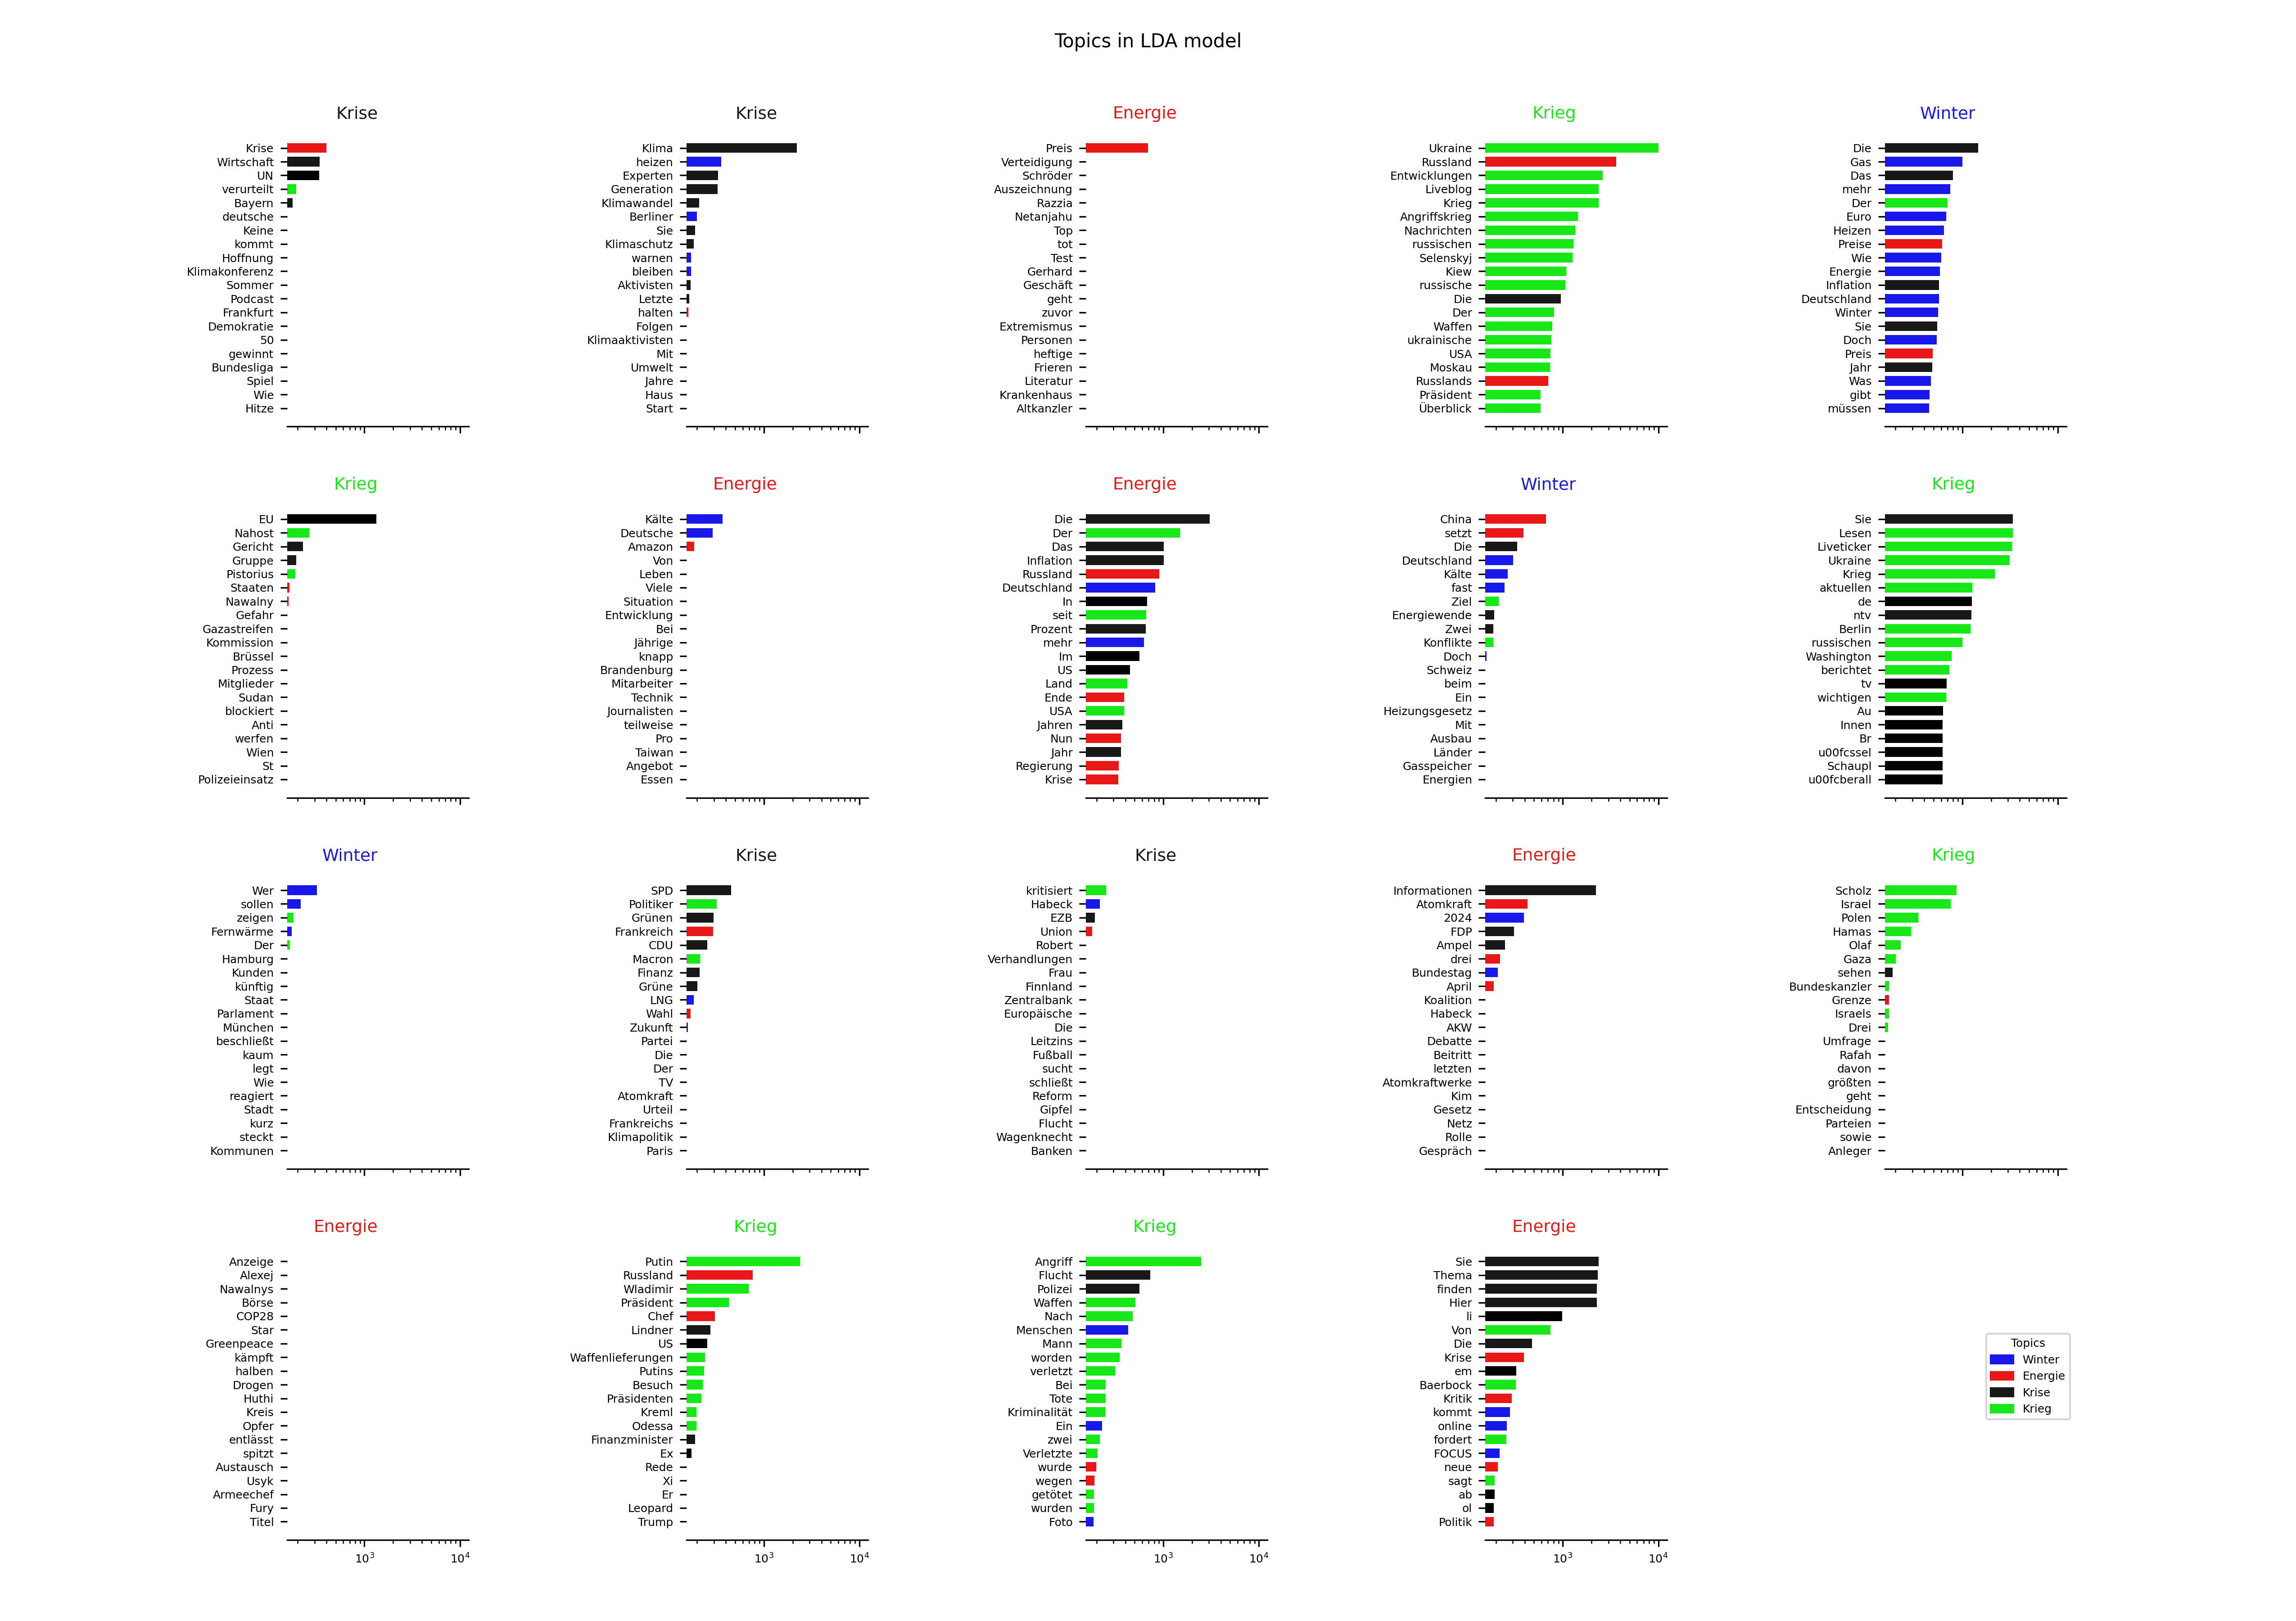 Topics in LDA model
Krise
Krise
Wirtschaft
UN
verurteilt
Bayern
deutsche
Keine
kommt
Hoffnung
Klimakonferenz
Sommer
Podcast
Frankfurt
Demokratie
50
gewinnt
Bundesliga
Spiel
Wie
Hitze
Krise
Klima
heizen
Experten
Generation
Klimawandel
Berliner
Sie
Klimaschutz
warnen
bleiben
Aktivisten
Letzte
halten
Folgen
Klimaaktivisten
Mit
Umwelt
Jahre
Haus
Start
Energie
Preis
Verteidigung
Schröder
Auszeichnung
Razzia
Netanjahu
Top
tot
Test
Gerhard
Geschäft
geht
zuvor
Extremismus
Personen
heftige
Frieren
Literatur
Krankenhaus
Altkanzler
Krieg
Ukraine
Russland
Entwicklungen
Liveblog
Krieg
Angriffskrieg
Nachrichten
russischen
Selenskyj
Kiew
russische
Die
Der
Waffen
ukrainische
USA
Moskau
Russlands
Präsident
Überblick
Winter
Die
Gas
Das
mehr
Der
Euro
Heizen
Preise
Wie
Energie
Inflation
Deutschland
Winter
Sie
Doch
Preis
Jahr
Was
gibt
müssen
Krieg
EU
Nahost
Gericht
Gruppe
Pistorius
Staaten
Nawalny
Gefahr
Gazastreifen
Kommission
Brüssel
Prozess
Mitglieder
Sudan
blockiert
Anti
werfen
Wien
St
Polizeieinsatz
Energie
Kälte
Deutsche
Amazon
Von
Leben
Viele
Situation
Entwicklung
Bei
Jährige
knapp
Brandenburg
Mitarbeiter
Technik
Journalisten
teilweise
Pro
Taiwan
Angebot
Essen
Energie
Die
Der
Das
Inflation
Russland
Deutschland
In
seit
Prozent
mehr
Im
US
Land
Ende
USA
Jahren
Nun
Jahr
Regierung
Krise
Winter
China
setzt
Die
Deutschland
Kälte
fast
Ziel
Energiewende
Zwei
Konflikte
Doch
Schweiz
beim
Ein
Heizungsgesetz
Mit
Ausbau
Länder
Gasspeicher
Energien
Krieg
Sie
Lesen
Liveticker
Ukraine
Krieg
aktuellen
de
ntv
Berlin
russischen
Washington
berichtet
tv
wichtigen
Au
Innen
Br
u00fcssel
Schaupl
u00fcberall
Winter
Wer
sollen
zeigen
Fernwärme
Der
Hamburg
Kunden
künftig
Staat
Parlament
München
beschließt
kaum
legt
Wie
reagiert
Stadt
kurz
steckt
Kommunen
Krise
SPD
Politiker
Grünen
Frankreich
CDU
Macron
Finanz
Grüne
LNG
Wahl
Zukunft
Partei
Die
Der
TV
Atomkraft
Urteil
Frankreichs
Klimapolitik
Paris
Krise
kritisiert
Habeck
EZB
Union
Robert
Verhandlungen
Frau
Finnland
Zentralbank
Europäische
Die
Leitzins
Fußball
sucht
schließt
Reform
Gipfel
Flucht
Wagenknecht
Banken
Energie
Informationen
Atomkraft
2024
FDP
Ampel
drei
Bundestag
April
Koalition
Habeck
AKW
Debatte
Beitritt
letzten
Atomkraftwerke
Kim
Gesetz
Netz
Rolle
Gespräch
Krieg
Scholz
Israel
Polen
Hamas
Olaf
Gaza
sehen
Bundeskanzler
Grenze
Israels
Drei
Umfrage
Rafah
davon
größten
geht
Entscheidung
Parteien
sowie
Anleger
Energie
Anzeige
Alexej
Nawalnys
Börse
COP28
Star
Greenpeace
kämpft
halben
Drogen
Huthi
Kreis
Opfer
entlässt
spitzt
Austausch
Usyk
Armeechef
Fury
Titel
10³ 10⁴
Krieg
Putin
Russland
Wladimir
Präsident
Chef
Lindner
US
Waffenlieferungen
Putins
Besuch
Präsidenten
Kreml
Odessa
Finanzminister
Ex
Rede
Xi
Er
Leopard
Trump
10³ 10⁴
Krieg
Angriff
Flucht
Polizei
Waffen
Nach
Menschen
Mann
worden
verletzt
Bei
Tote
Kriminalität
Ein
zwei
Verletzte
wurde
wegen
getötet
wurden
Foto
10³ 10⁴
Energie
Sie
Thema
finden
Hier
li
Von
Die
Krise
em
Baerbock
Kritik
kommt
online
fordert
FOCUS
neue
sagt
ab
ol
Politik
10³ 10⁴
Topics
Winter
Energie
Krise
Krieg